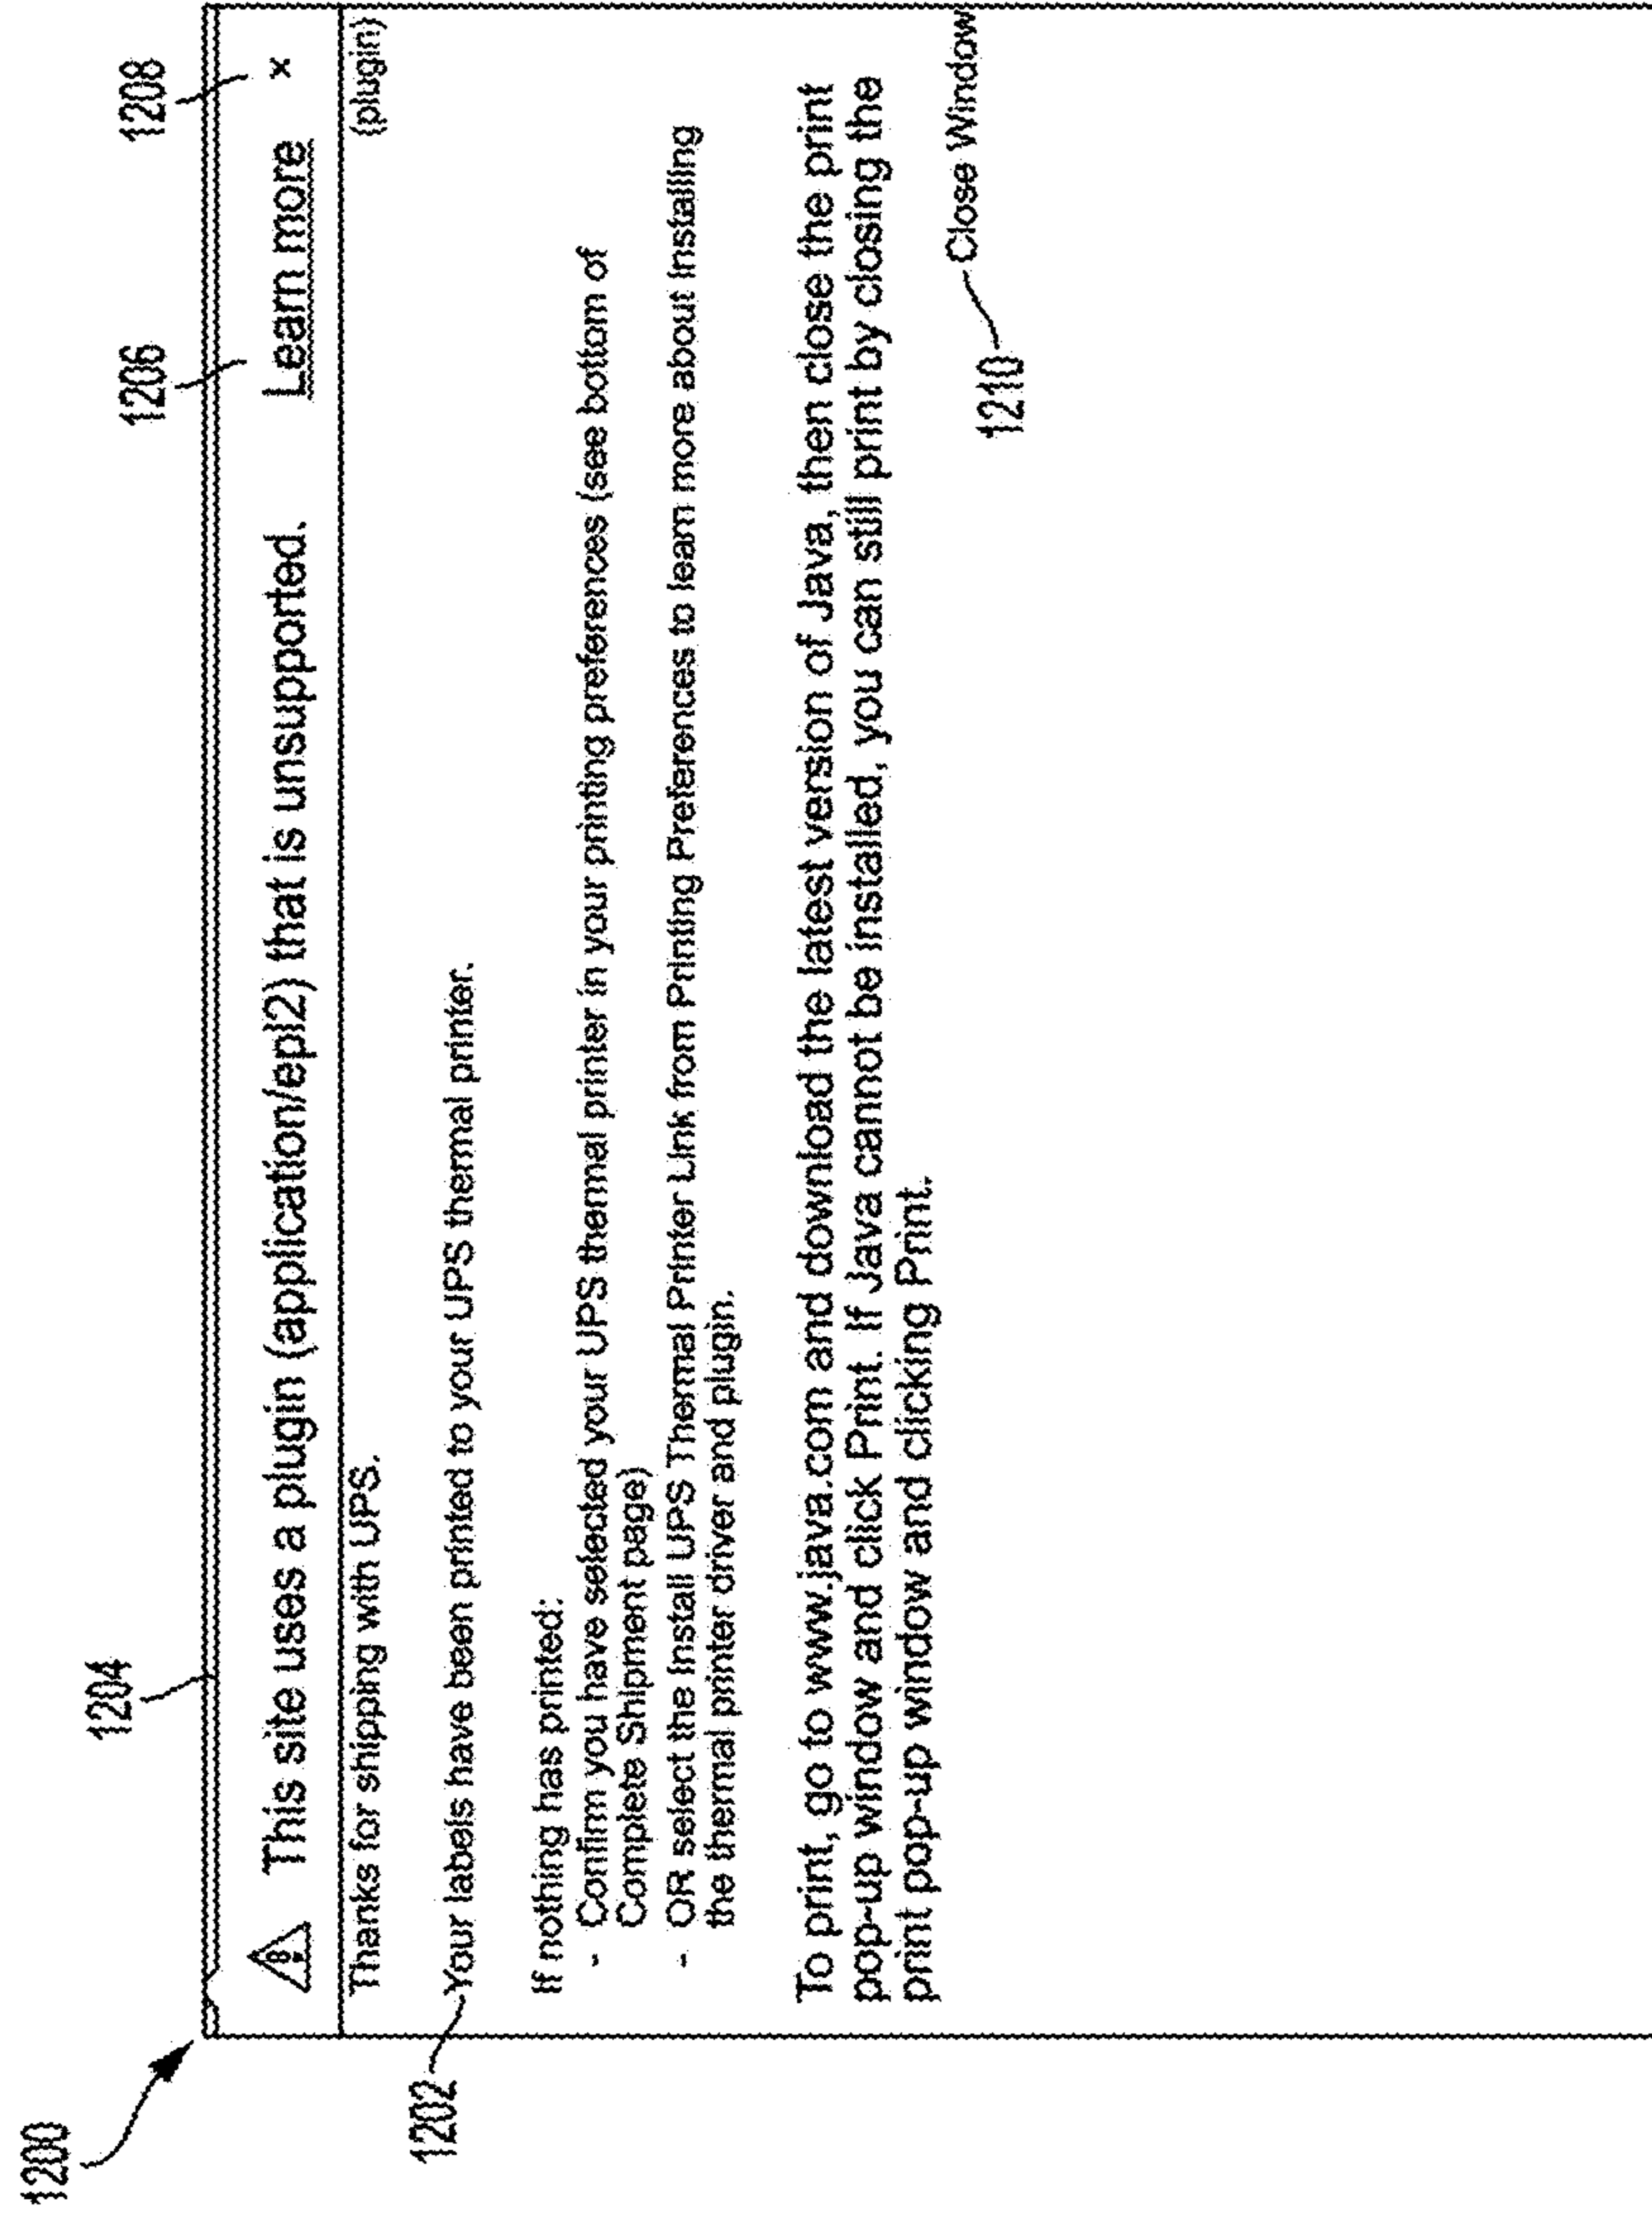 1200
1204
1206
1208
This site uses a plugin (application/epl2) that is unsupported. Learn more x
Thanks for shipping with UPS. (plugin)
1202
Your labels have been printed to your UPS thermal printer.
If nothing has printed:
- Confirm you have selected your UPS thermal printer in your printing preferences (see bottom of
Complete Shipment page)
- OR select the Install UPS Thermal Printer Link from Printing Preferences to learn more about installing
the thermal printer driver and plugin.
To print, go to www.java.com and download the latest version of Java, then close the print
pop-up window and click Print. If Java cannot be installed, you can still print by closing the
print pop-up window and clicking Print.
Close Window
1210